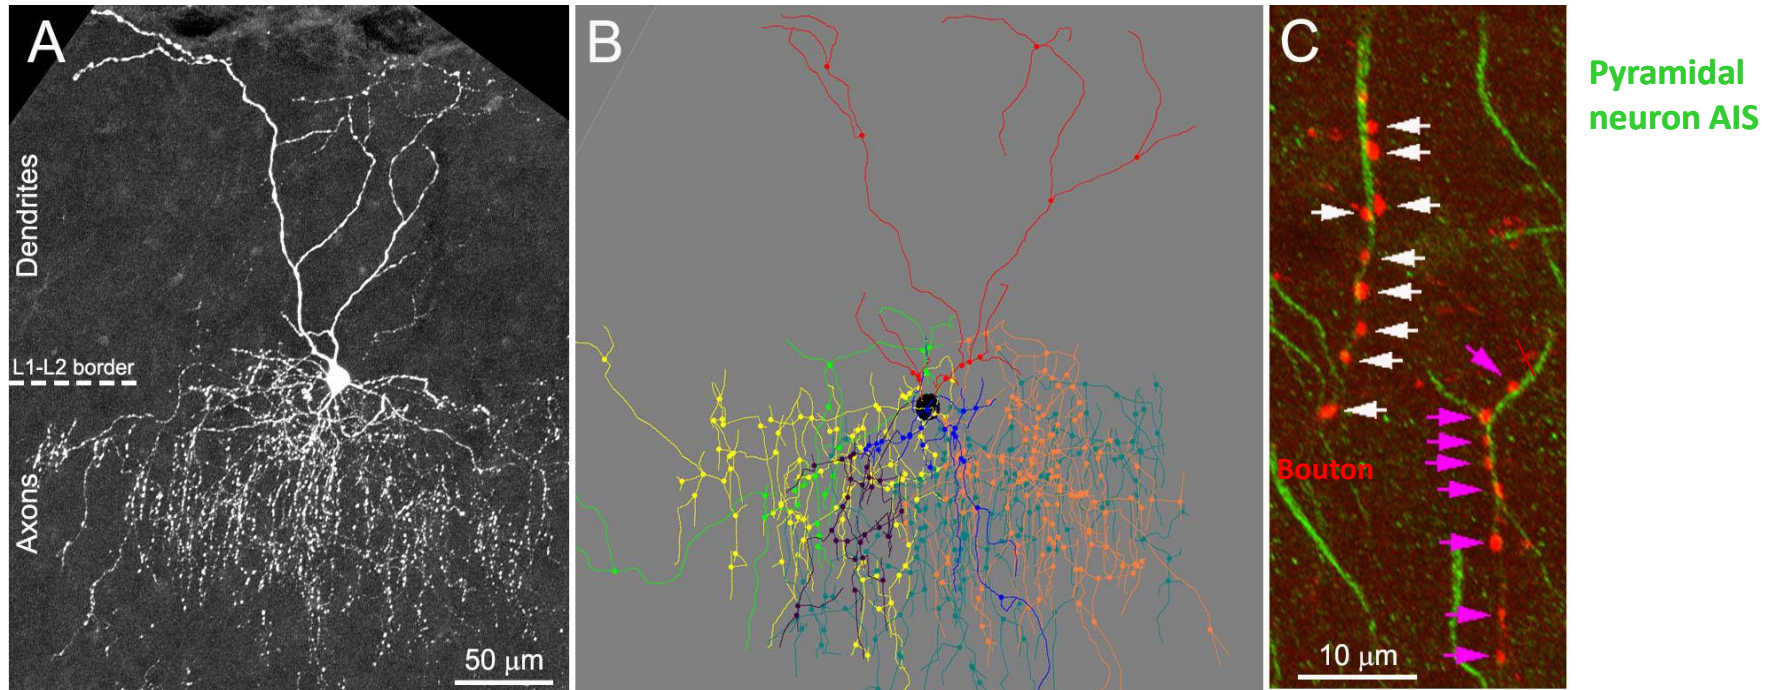 A
Dendrites
L1-L2 border
Axons
50 μm
B
C
Bouton
10 μm
Pyramidal
neuron AIS